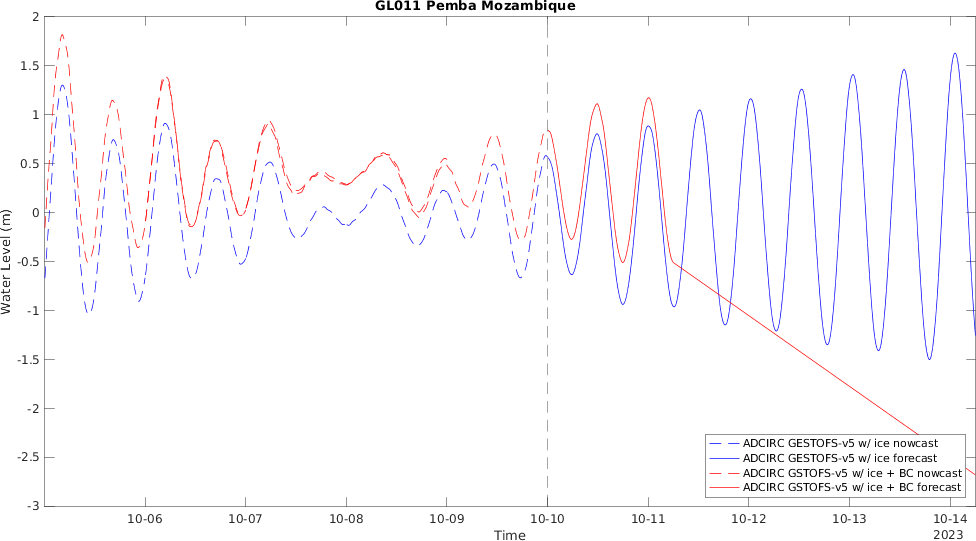 GL011 Pemba Mozambique
Water Level (m)
2
1.5
1
0.5
0
-0.5
-1
-1.5
-2
-2.5
-3
ADCIRC GESTOFS-v5 w/ ice nowcast
ADCIRC GESTOFS-v5 w/ ice forecast
ADCIRC GSTOFS-v5 w/ ice + BC nowcast
ADCIRC GSTOFS-v5 w/ ice + BC forecast
10-06 10-07 10-08 10-09 10-10 10-11 10-12 10-13 10-14
Time
2023